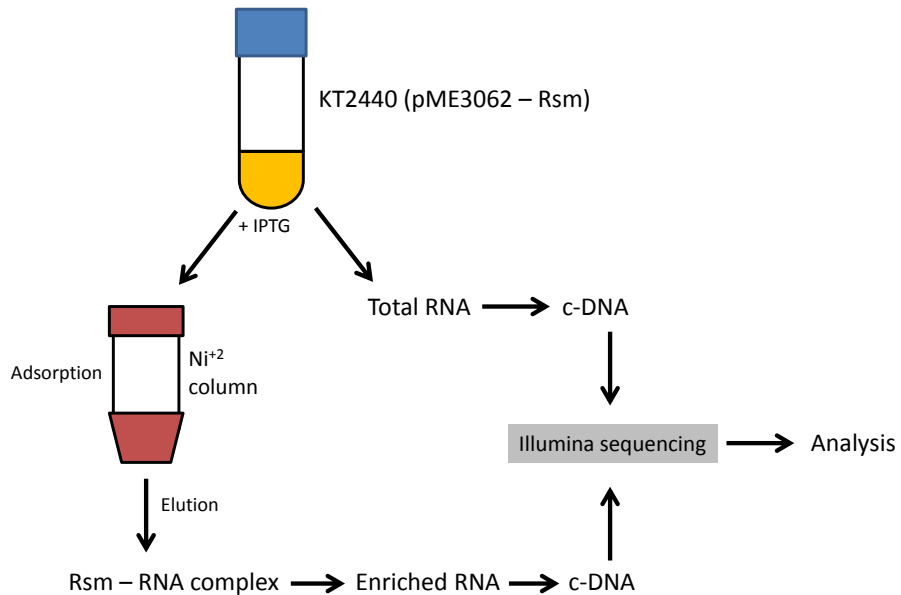 KT2440 (pME3062 – Rsm)
+ IPTG
Total RNA
c-DNA
Adsorption
Ni⁺²
column
Illumina sequencing
Analysis
Elution
Rsm – RNA complex
Enriched RNA
c-DNA